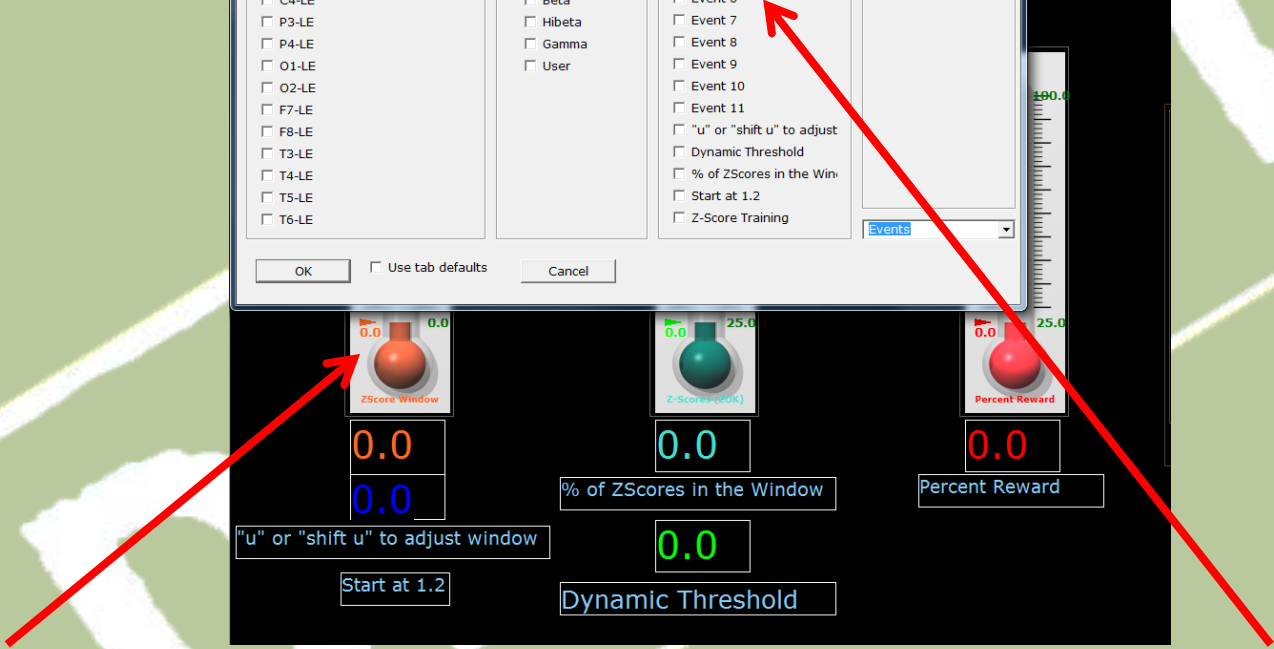 C4-LE
P3-LE
P4-LE
O1-LE
O2-LE
F7-LE
F8-LE
T3-LE
T4-LE
T5-LE
T6-LE
Beta
Hibeta
Gamma
User
Event 6
Event 7
Event 8
Event 9
Event 10
Event 11
"u" or "shift u" to adjust
Dynamic Threshold
% of ZScores in the Win
Start at 1.2
Z-Score Training
Events
OK
Use tab defaults
Cancel
100.0
0.0
0.0
ZScore Window
0.0
25.0
Z-Scores (ZOK)
0.0
25.0
Percent Reward
0.0
0.0
"u" or "shift u" to adjust window
Start at 1.2
0.0
% of ZScores in the Window
0.0
Dynamic Threshold
0.0
Percent Reward